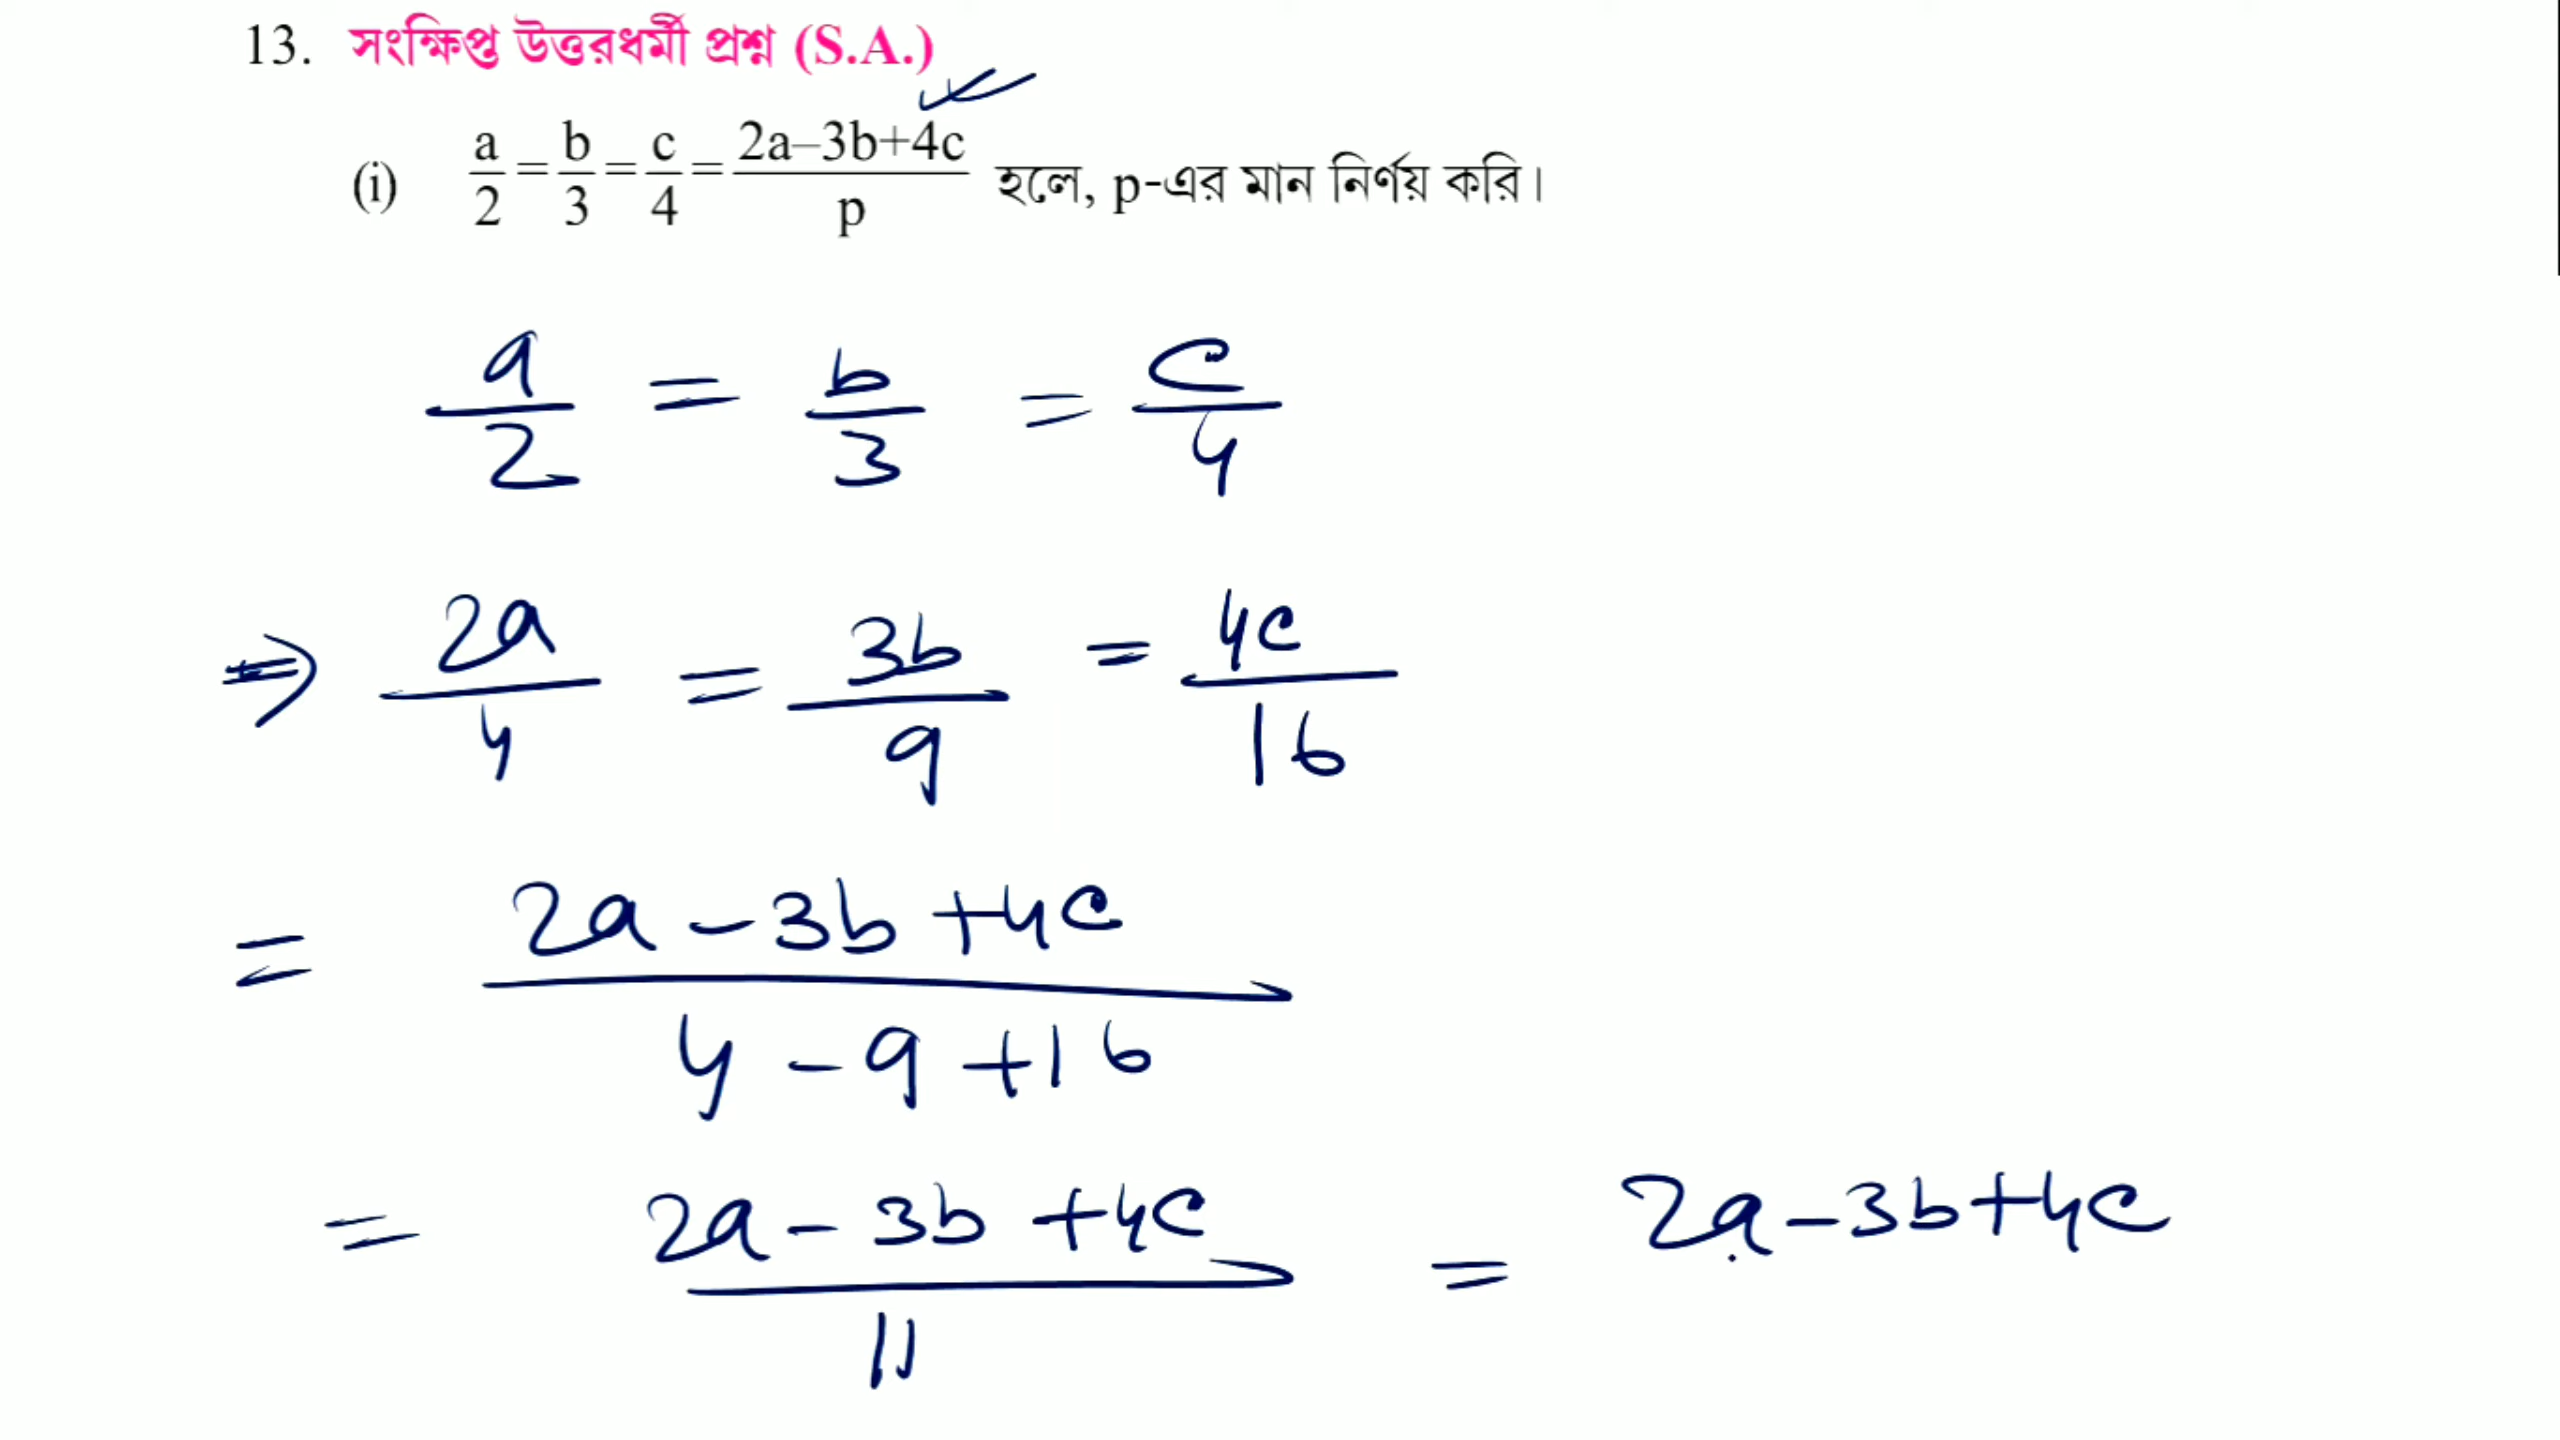 13. সংক্ষিপ্ত উত্তরধর্মী প্রশ্ন (S.A.)
(i) a/2 = b/3 = c/4 = (2a–3b+4c)/p হলে, p-এর মান নির্ণয় করি।
a/2 = b/3 = c/4
⇒ 2a/4 = 3b/9 = 4c/16
= (2a - 3b + 4c)/(4 - 9 + 16)
= (2a - 3b + 4c)/11 = 2a - 3b + 4c